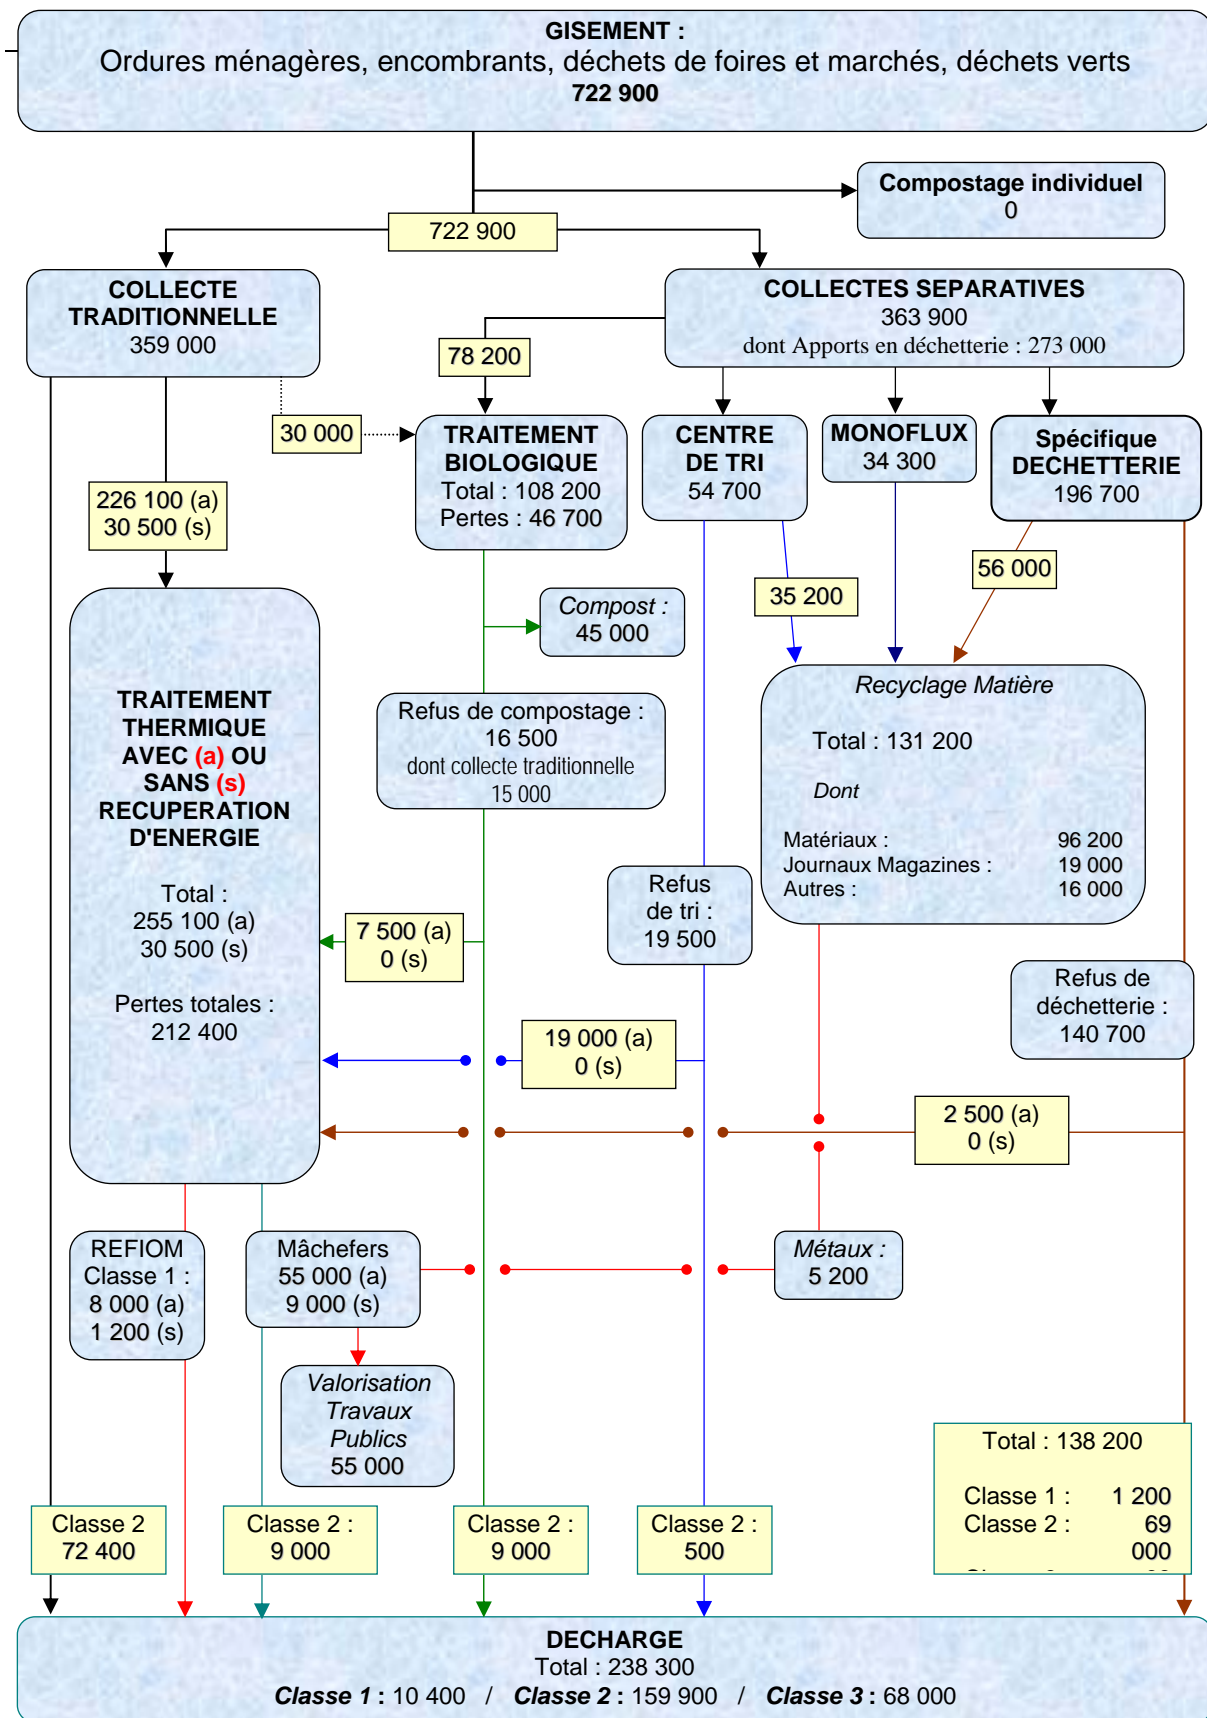 GISEMENT :
Ordures ménagères, encombrants, déchets de foires et marchés, déchets verts
722 900
Compostage individuel
0
722 900
COLLECTE
TRADITIONNELLE
359 000
COLLECTES SEPARATIVES
363 900
dont Apports en déchetterie : 273 000
78 200
30 000
TRAITEMENT
BIOLOGIQUE
Total : 108 200
Pertes : 46 700
CENTRE
DE TRI
54 700
MONOFLUX
34 300
Spécifique
DECHETTERIE
196 700
226 100 (a)
30 500 (s)
56 000
35 200
Compost :
45 000
TRAITEMENT
THERMIQUE
AVEC (a) OU
SANS (s)
RECUPERATION
D'ENERGIE
Total :
255 100 (a)
30 500 (s)
Pertes totales :
212 400
Refus de compostage :
16 500
dont collecte traditionnelle
15 000
Recyclage Matière
Total : 131 200
Dont
Matériaux : 96 200
Journaux Magazines : 19 000
Autres : 16 000
Refus
de tri :
19 500
7 500 (a)
0 (s)
Refus de
déchetterie :
140 700
19 000 (a)
0 (s)
2 500 (a)
0 (s)
REFIOM
Classe 1 :
8 000 (a)
1 200 (s)
Mâchefers
55 000 (a)
9 000 (s)
Métaux :
5 200
Valorisation
Travaux
Publics
55 000
Total : 138 200
Classe 1 : 1 200
Classe 2 : 69
000
Classe 2
72 400
Classe 2 :
9 000
Classe 2 :
9 000
Classe 2 :
500
DECHARGE
Total : 238 300
Classe 1 : 10 400 / Classe 2 : 159 900 / Classe 3 : 68 000